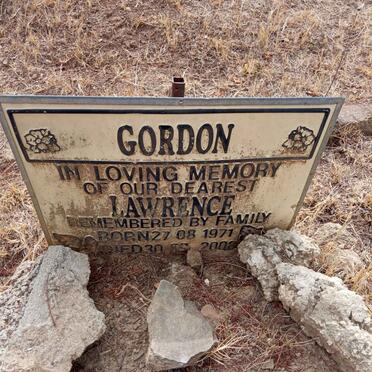 GORDON
IN LOVING MEMORY
OF OUR DEAREST
LAWRENCE
REMEMBERED BY FAMILY
BORN 27 08 1971
DIED 30